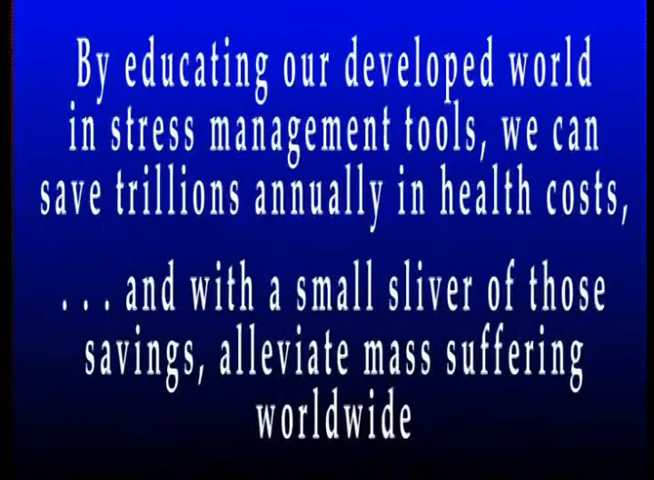 By educating our developed world
in stress management tools, we can
save trillions annually in health costs,
. . . and with a small sliver of those
savings, alleviate mass suffering
worldwide